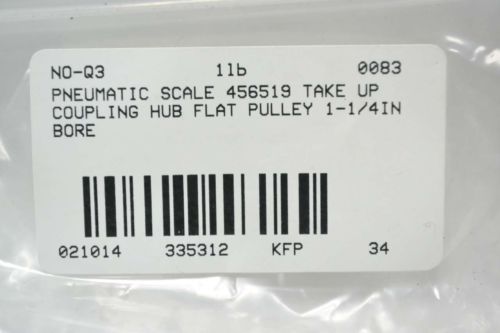 NO-Q3 1lb 0083
PNEUMATIC SCALE 456519 TAKE UP
COUPLING HUB FLAT PULLEY 1-1/4IN
BORE
021014 335312 KFP 34